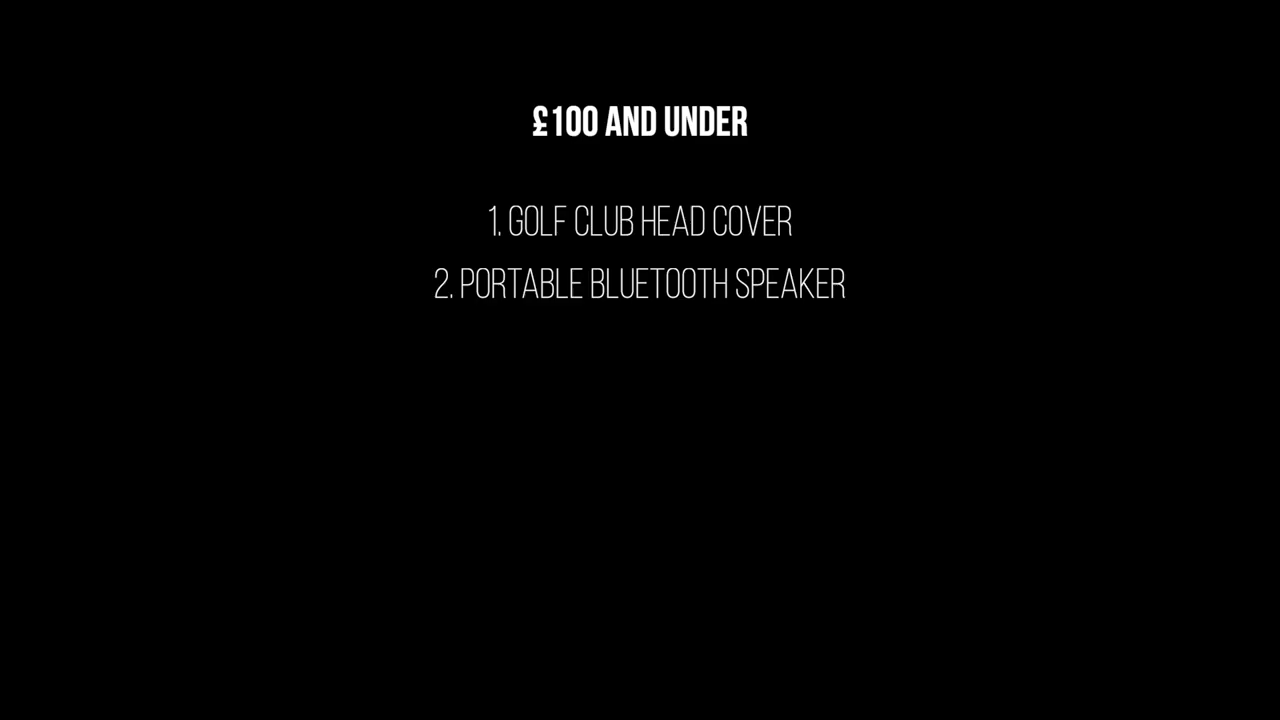 £100 AND UNDER
1. GOLF CLUB HEAD COVER
2. PORTABLE BLUETOOTH SPEAKER